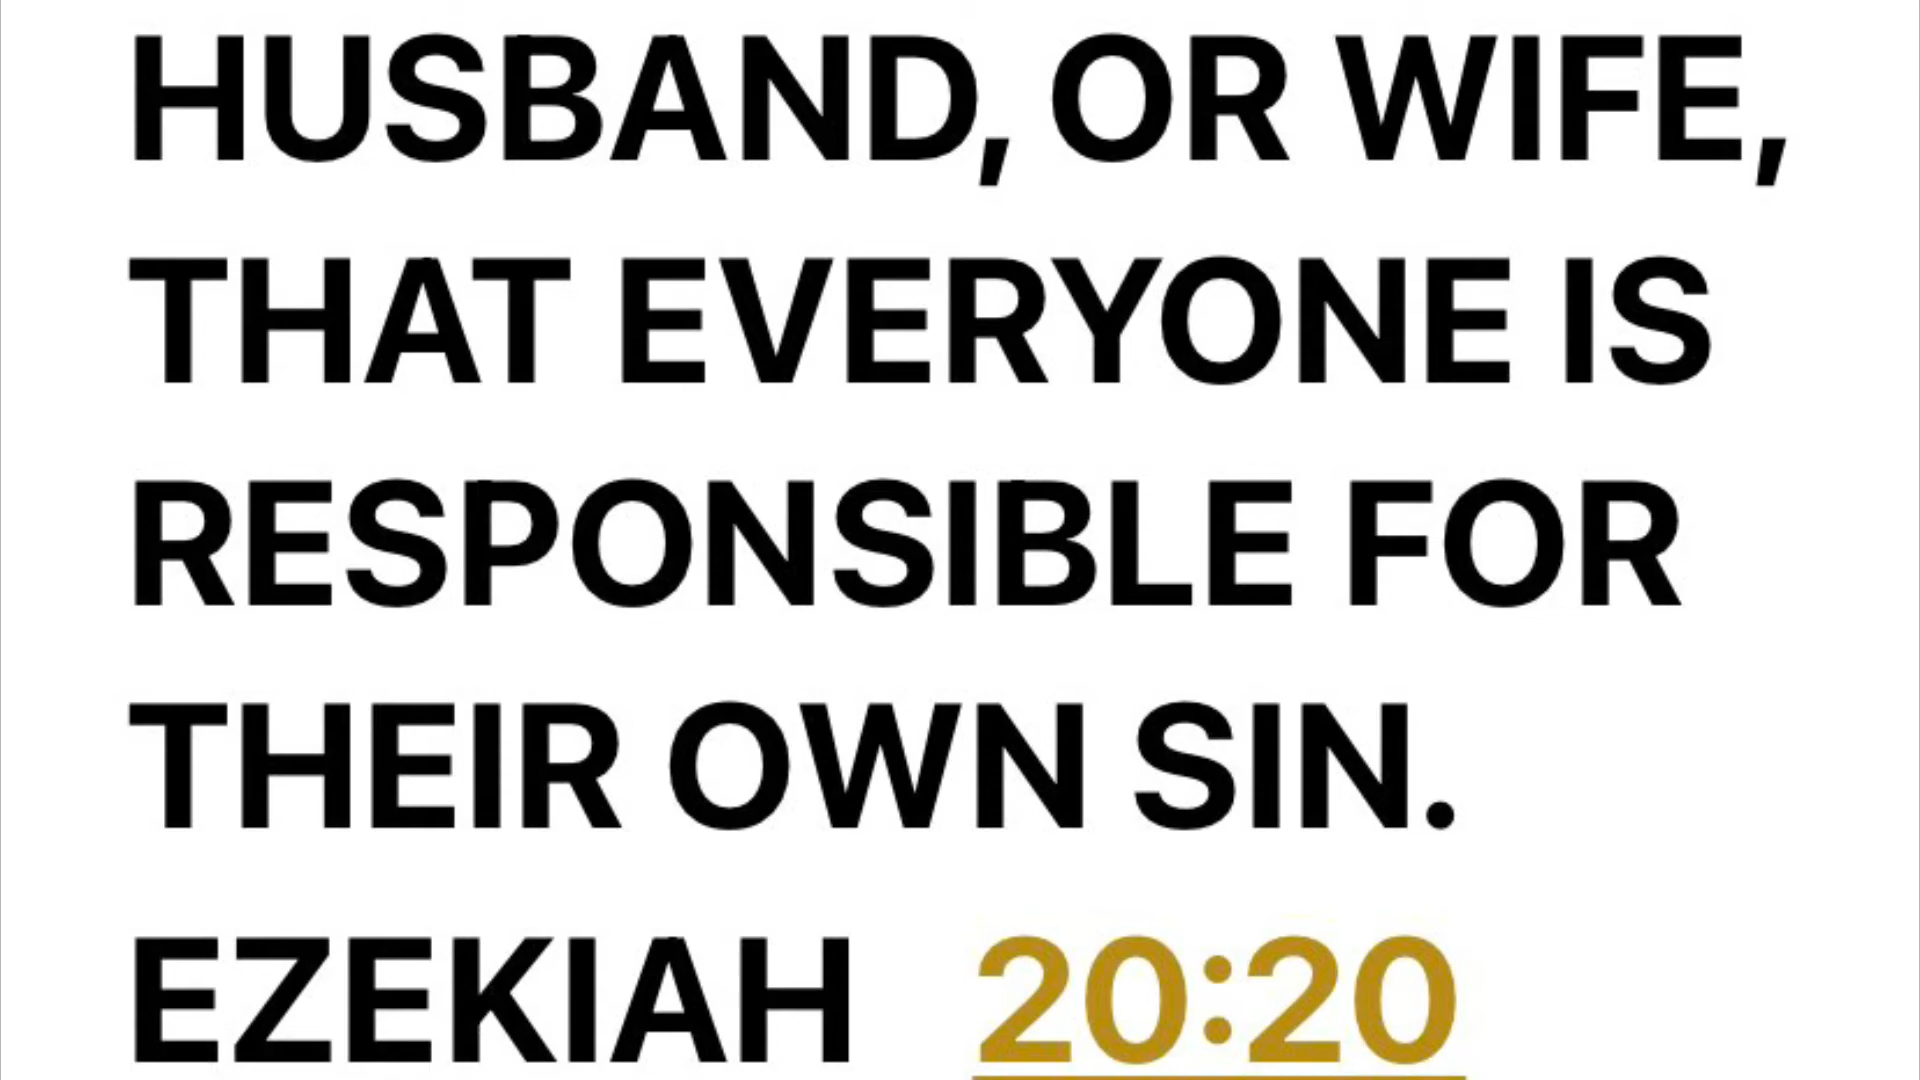 HUSBAND, OR WIFE,
THAT EVERYONE IS
RESPONSIBLE FOR
THEIR OWN SIN.
EZEKIAH 20:20